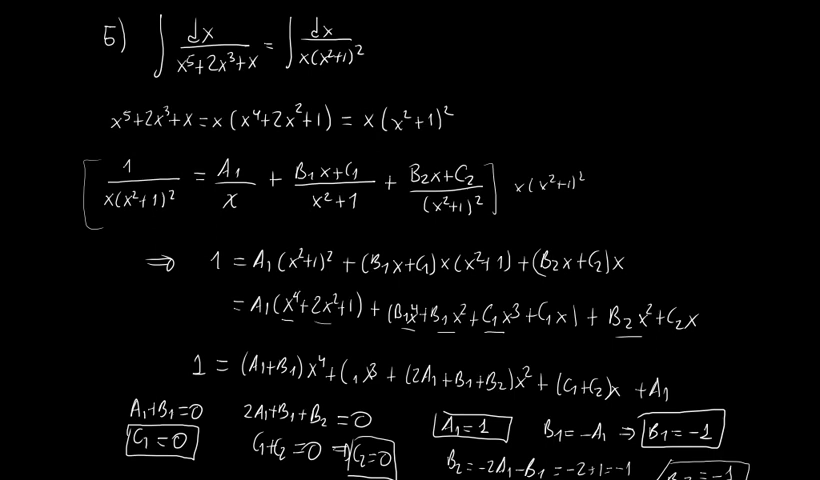 5) ∫ dx/(x⁵+2x³+x) = ∫ dx/(x(x²+1)²)
x⁵+2x³+x = x(x⁴+2x²+1) = x(x²+1)²
[1/(x(x²+1)²) = A₁/x + (B₁x+C₁)/(x²+1) + (B₂x+C₂)/(x²+1)²] x(x²+1)²
⇒ 1 = A₁(x²+1)² + (B₁x+C₁)x(x²+1) + (B₂x+C₂)x
= A₁(x⁴+2x²+1) + (B₁x⁴+B₁x²+C₁x³+C₁x) + B₂x²+C₂x
1 = (A₁+B₁)x⁴ + C₁x³ + (2A₁+B₁+B₂)x² + (C₁+C₂)x + A₁
A₁+B₁=0 2A₁+B₁+B₂=0 A₁=1 B₁=-A₁ → B₁=-1
C₁=0 C₁+C₂=0 ⇒ C₂=0 B₂=-2A₁-B₁=-2+1=-1 B₂=-1